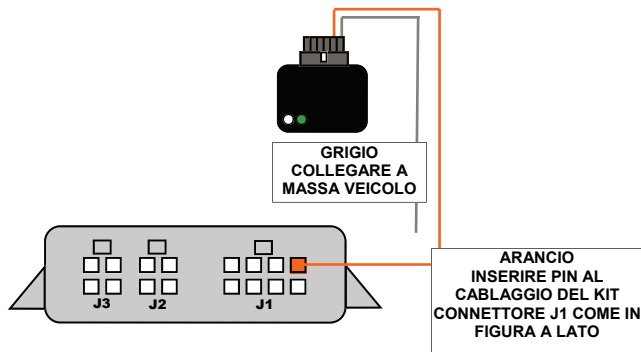 GRIGIO
COLLEGARE A
MASSA VEICOLO
ARANCIO
INSERIRE PIN AL
CABLAGGIO DEL KIT
CONNETTORE J1 COME IN
FIGURA A LATO
J3
J2
J1